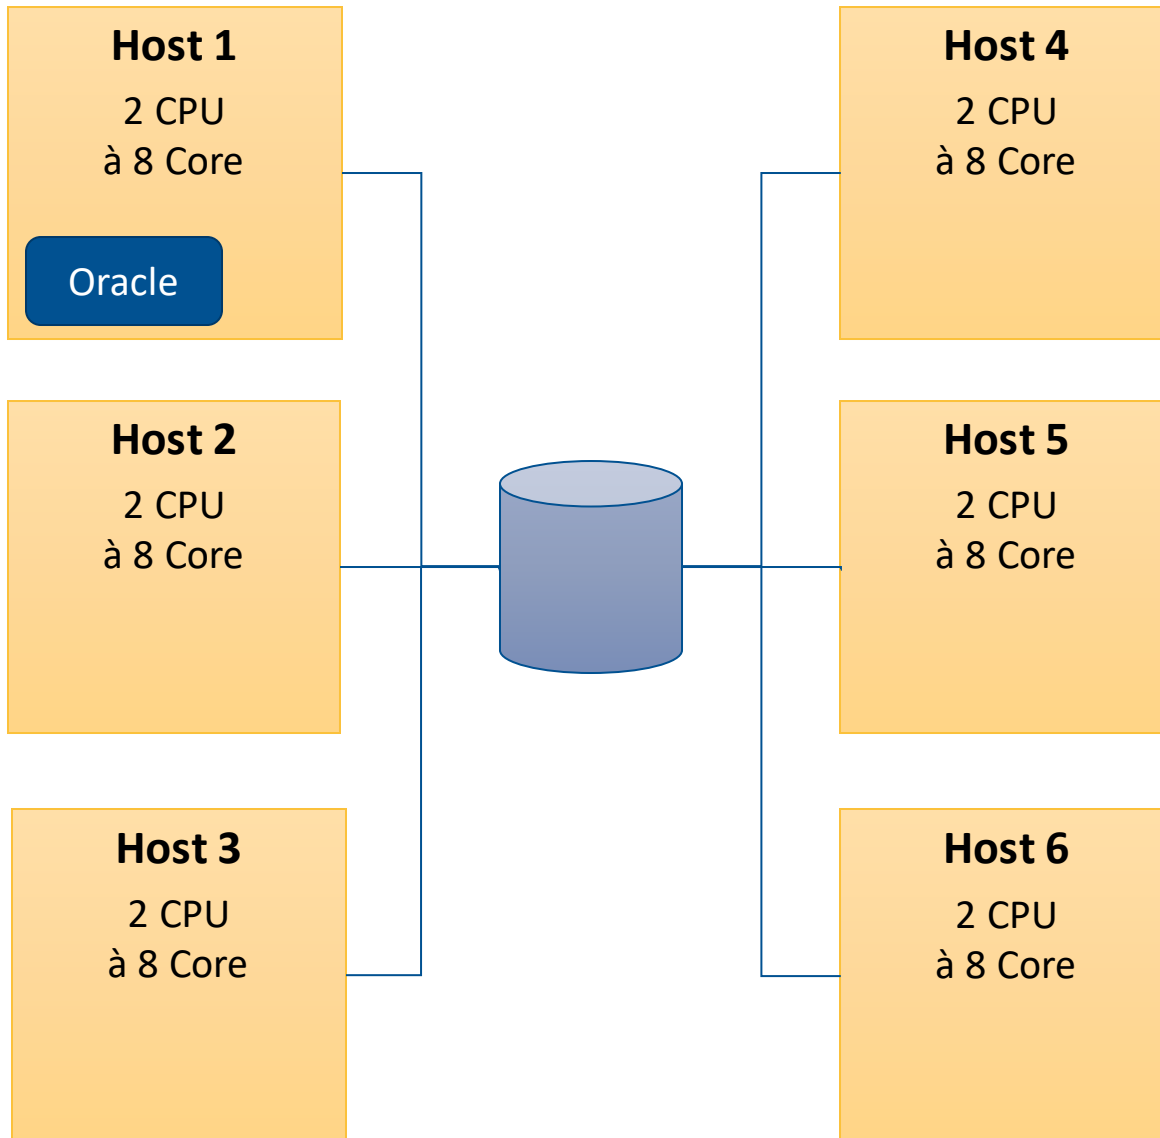 Host 1
2 CPU
à 8 Core
Oracle
Host 2
2 CPU
à 8 Core
Host 3
2 CPU
à 8 Core
Host 4
2 CPU
à 8 Core
Host 5
2 CPU
à 8 Core
Host 6
2 CPU
à 8 Core